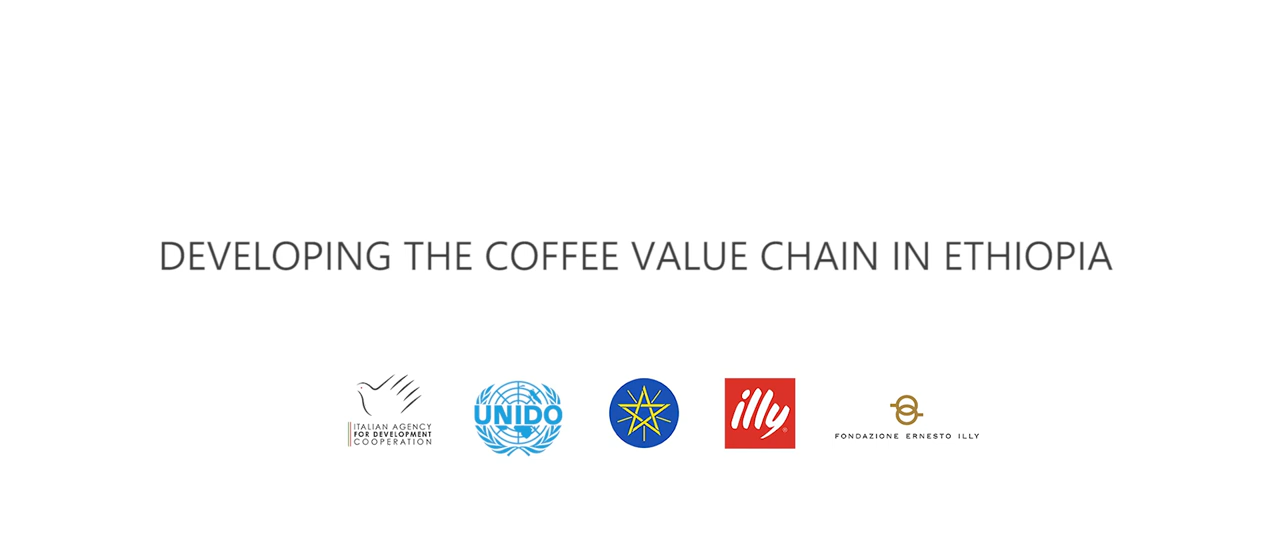 DEVELOPING THE COFFEE VALUE CHAIN IN ETHIOPIA
ITALIAN AGENCY
FOR DEVELOPMENT
COOPERATION
UNIDO
illy
FONDAZIONE ERNESTO ILLY